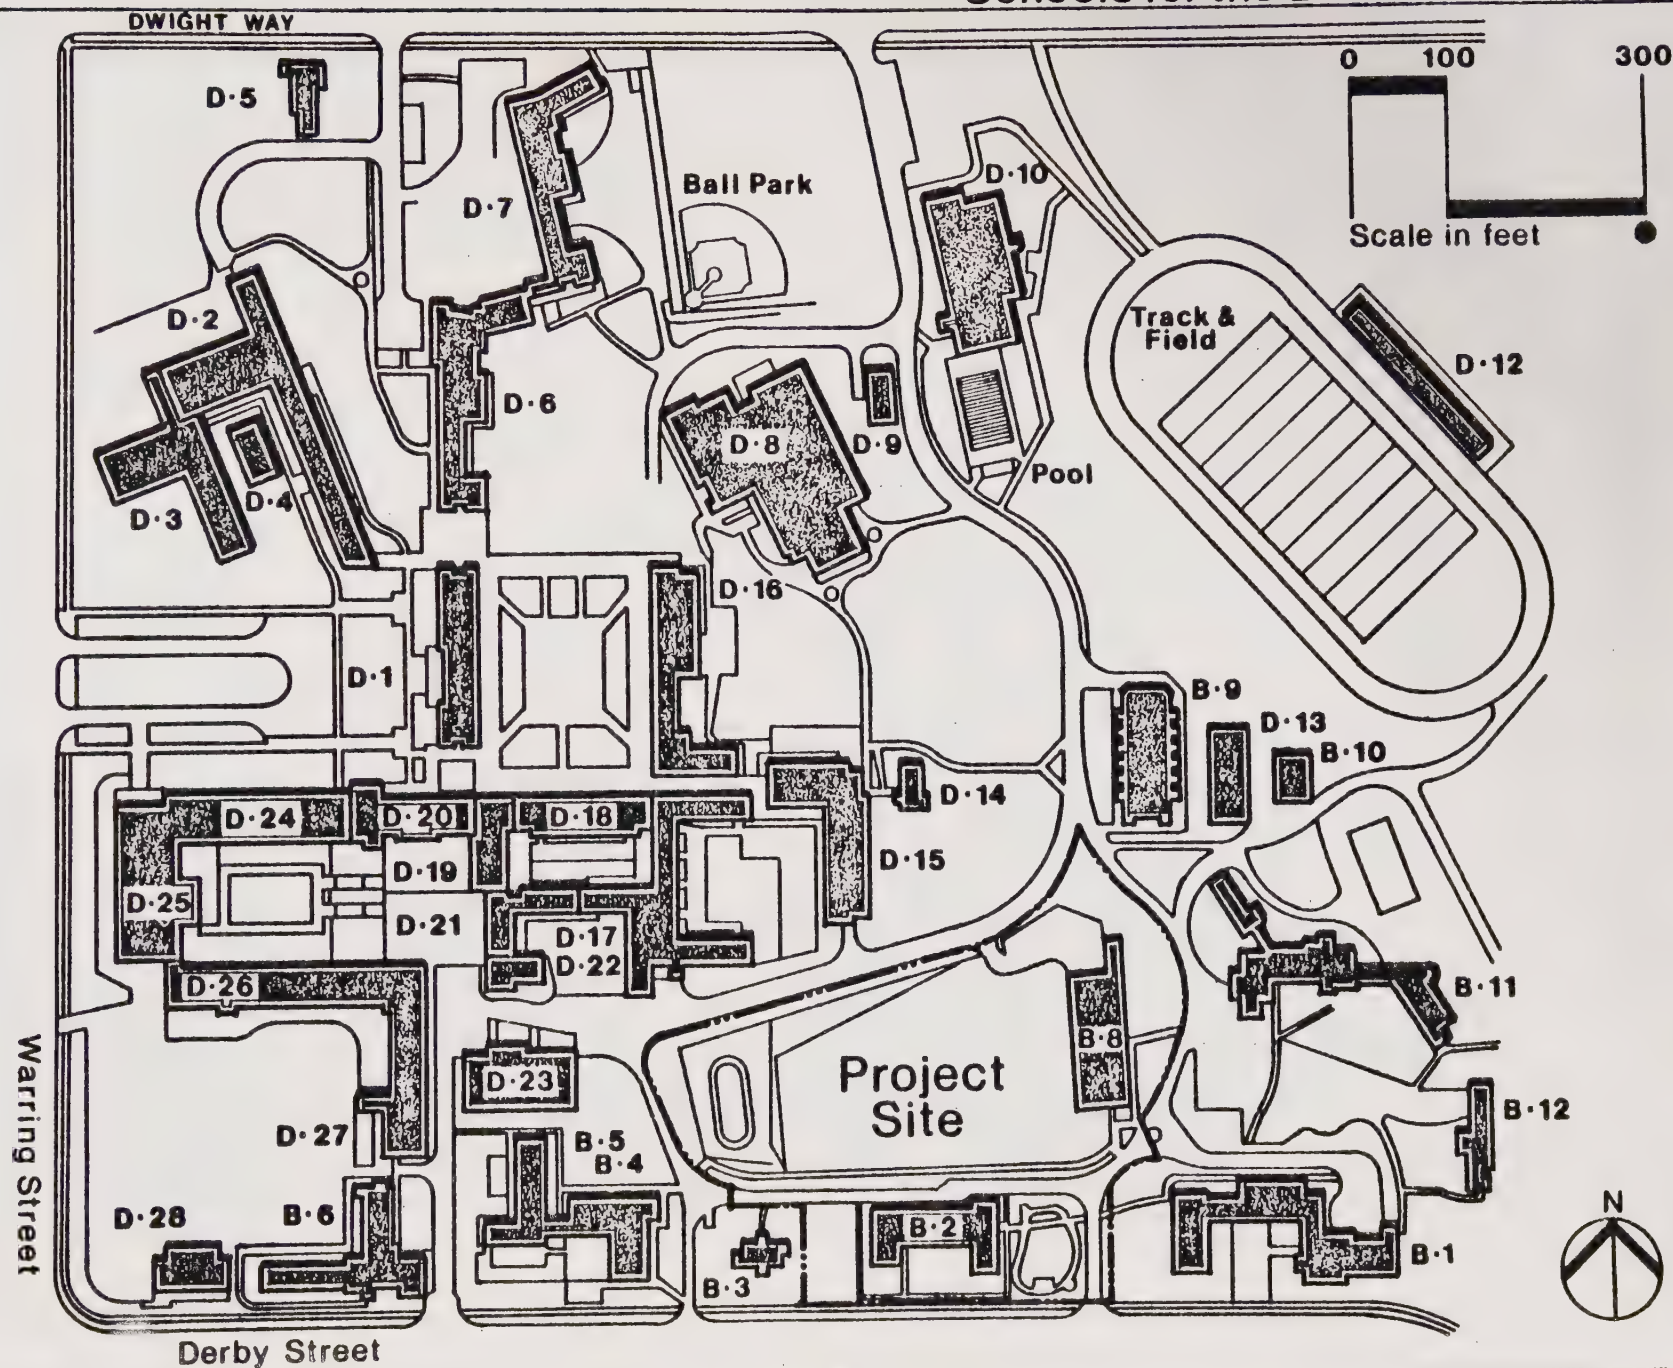 DWIGHT WAY
0 100 300
D·5
D·10
D·7
Ball Park
Scale in feet
D·2
Track &
Field
D·12
D·6
D·8
D·9
Pool
D·4
D·3
D·16
D·1
B·9
D·13
B·10
D·14
D·24
D·20
D·18
D·15
D·19
D·25
D·21
D·17
D·22
D·26
B·11
B·8
Warring Street
D·23
Project
Site
B·12
D·27
B·5
B·4
N
D·28
B·6
B·2
B·1
B·3
Derby Street